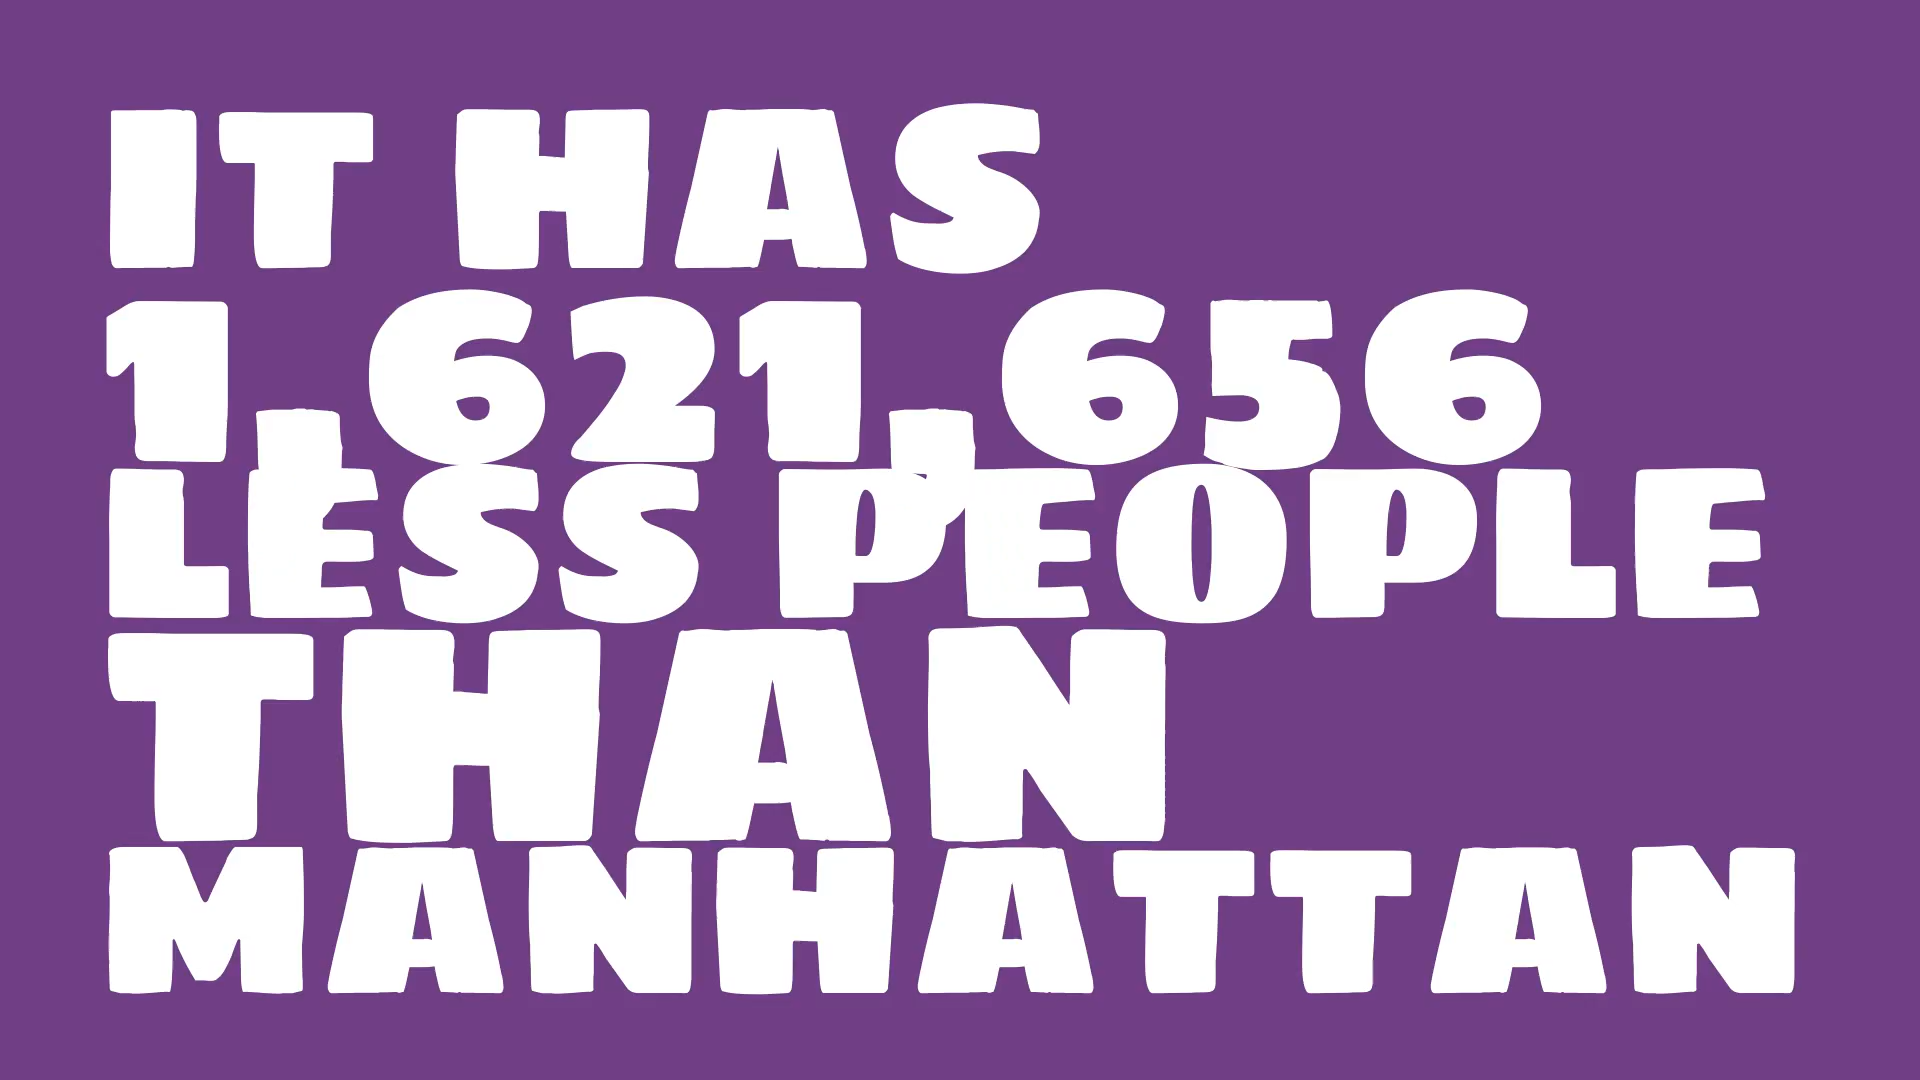 IT HAS
1,621,656
LESS PEOPLE
THAN
MANHATTAN